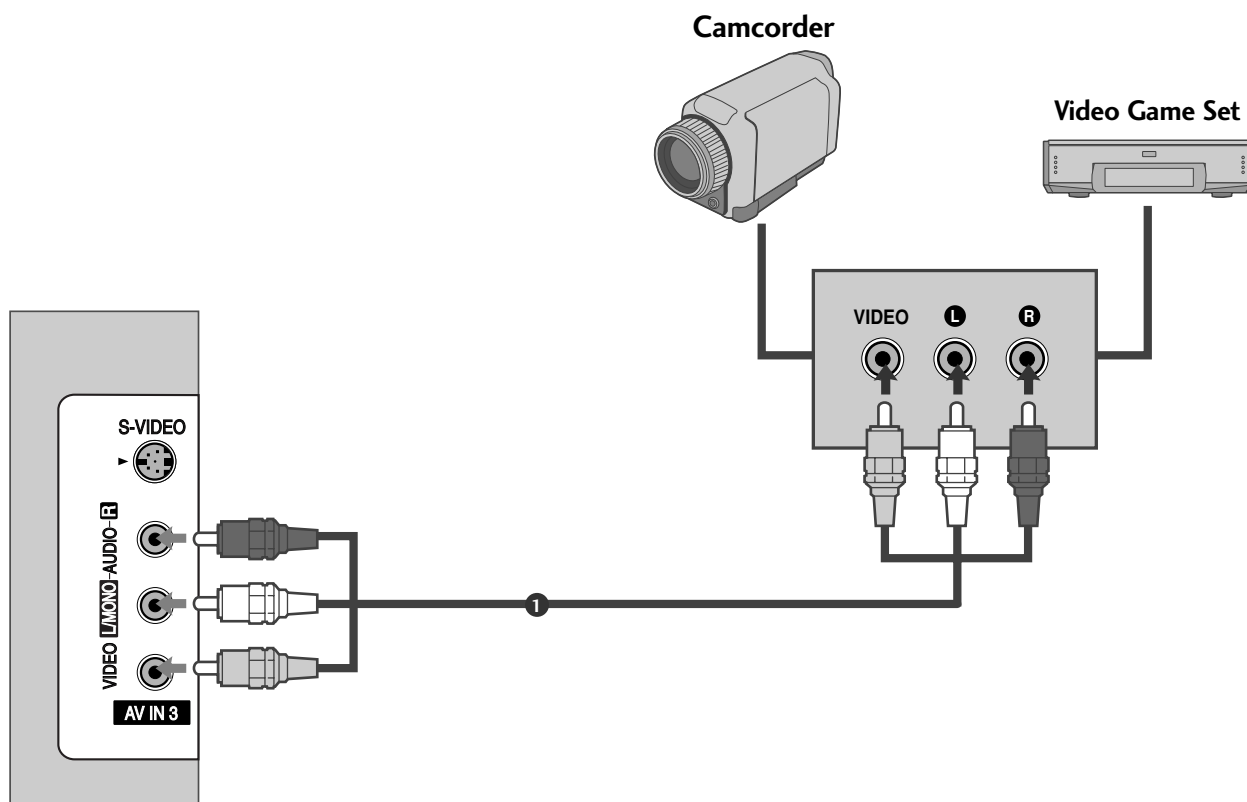 Camcorder
Video Game Set
VIDEO L R
S-VIDEO
L/MONO-AUDIO-R
VIDEO
AV IN 3
1